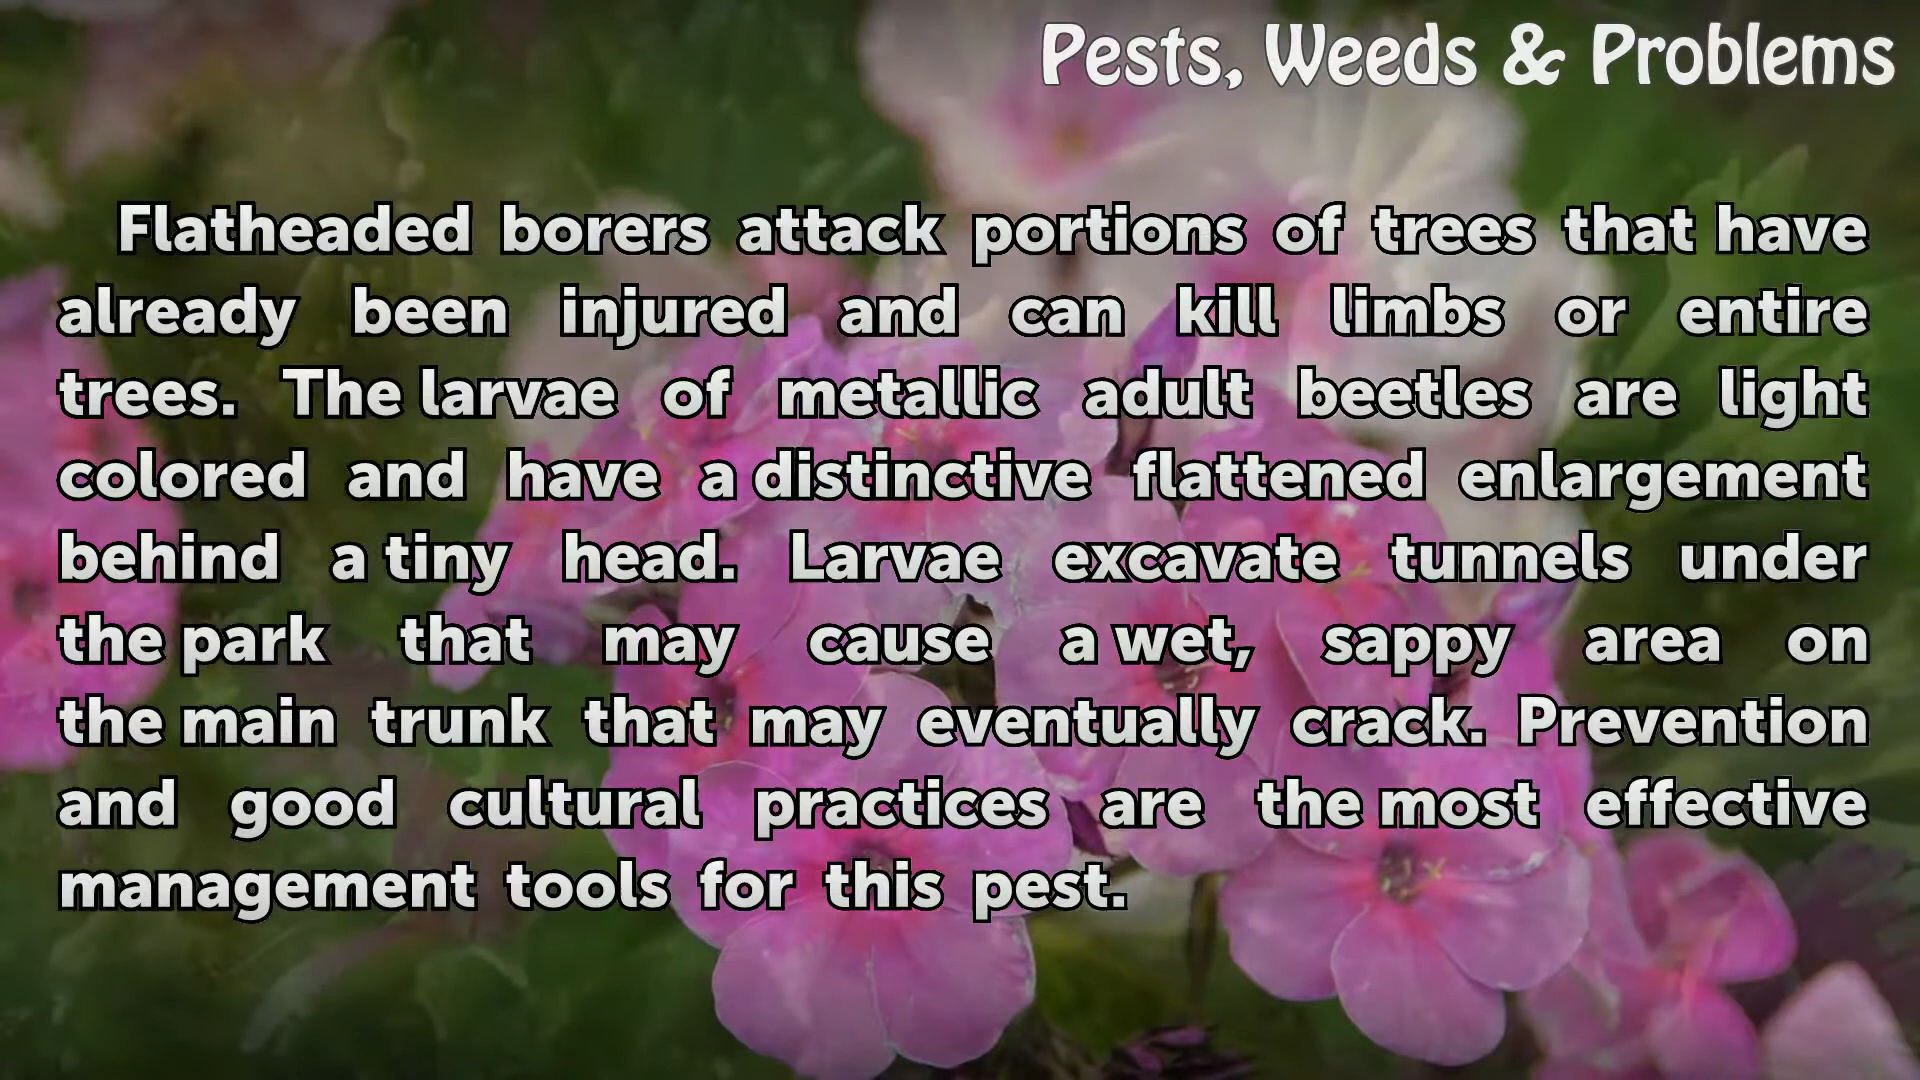 Pests, Weeds & Problems
Flatheaded borers attack portions of trees that have
already been injured and can kill limbs or entire
trees. The larvae of metallic adult beetles are light
colored and have a distinctive flattened enlargement
behind a tiny head. Larvae excavate tunnels under
the park that may cause a wet, sappy area on
the main trunk that may eventually crack. Prevention
and good cultural practices are the most effective
management tools for this pest.